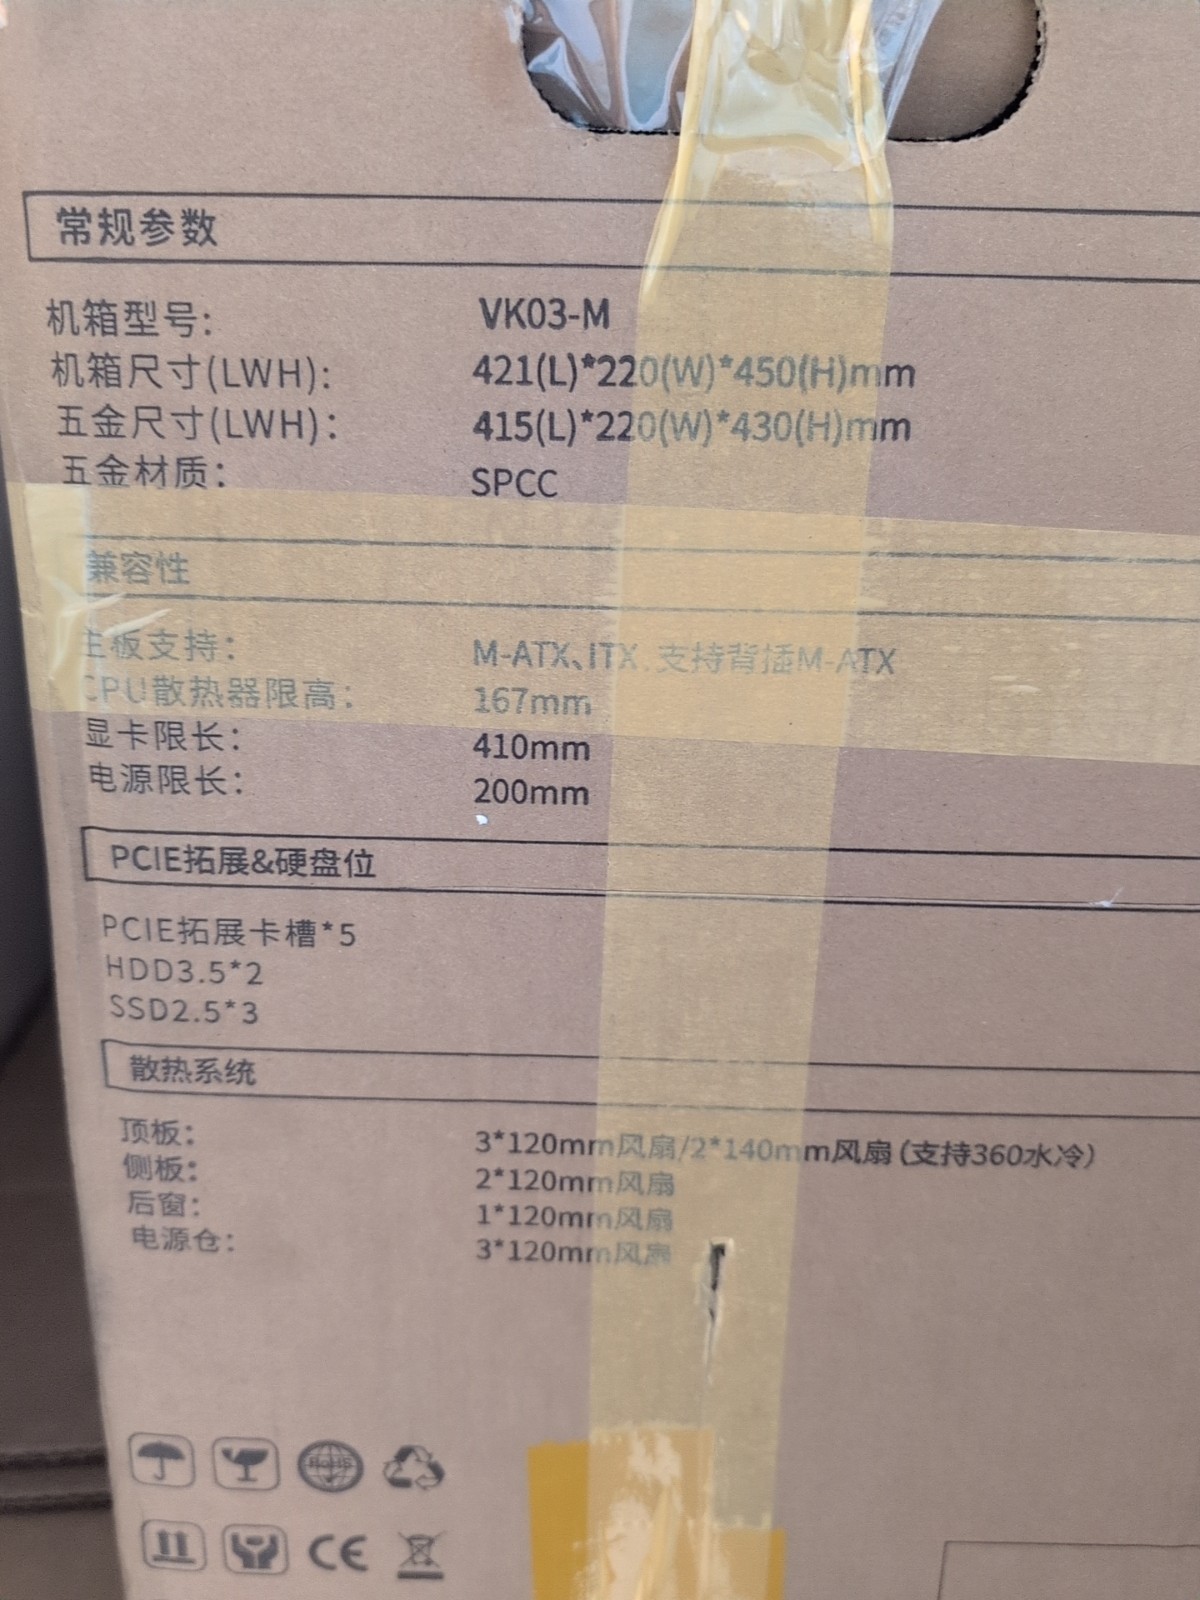 常规参数
机箱型号: VK03-M
机箱尺寸(LWH): 421(L)*220(W)*450(H)mm
五金尺寸(LWH): 415(L)*220(W)*430(H)mm
五金材质: SPCC
兼容性
主板支持: M-ATX、ITX、支持背插M-ATX
CPU散热器限高: 167mm
显卡限长: 410mm
电源限长: 200mm
PCIE拓展&硬盘位
PCIE拓展卡槽*5
HDD3.5*2
SSD2.5*3
散热系统
顶板: 3*120mm风扇/2*140mm风扇(支持360水冷)
侧板: 2*120mm风扇
后窗: 1*120mm风扇
电源仓: 3*120mm风扇
RoHS
CE